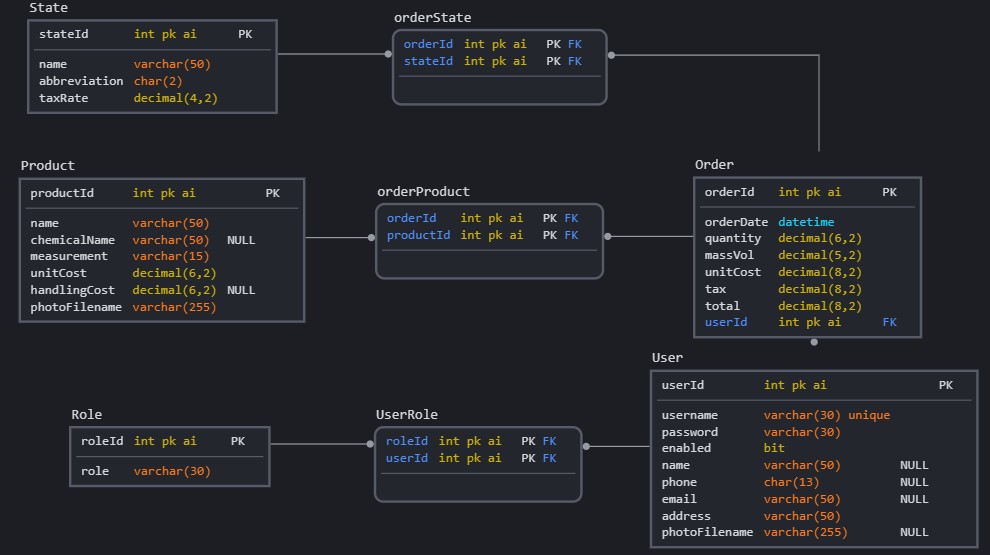 State
stateId int pk ai PK
name varchar(50)
abbreviation char(2)
taxRate decimal(4,2)
orderState
orderId int pk ai PK FK
stateId int pk ai PK FK
Product
productId int pk ai PK
name varchar(50)
chemicalName varchar(50) NULL
measurement varchar(15)
unitCost decimal(6,2)
handlingCost decimal(6,2) NULL
photoFilename varchar(255)
orderProduct
orderId int pk ai PK FK
productId int pk ai PK FK
Order
orderId int pk ai PK
orderDate datetime
quantity decimal(6,2)
massVol decimal(5,2)
unitCost decimal(8,2)
tax decimal(8,2)
total decimal(8,2)
userId int pk ai FK
Role
roleId int pk ai PK
role varchar(30)
UserRole
roleId int pk ai PK FK
userId int pk ai PK FK
User
userId int pk ai PK
username varchar(30) unique
password varchar(30)
enabled bit
name varchar(50) NULL
phone char(13) NULL
email varchar(50) NULL
address varchar(50)
photoFilename varchar(255) NULL